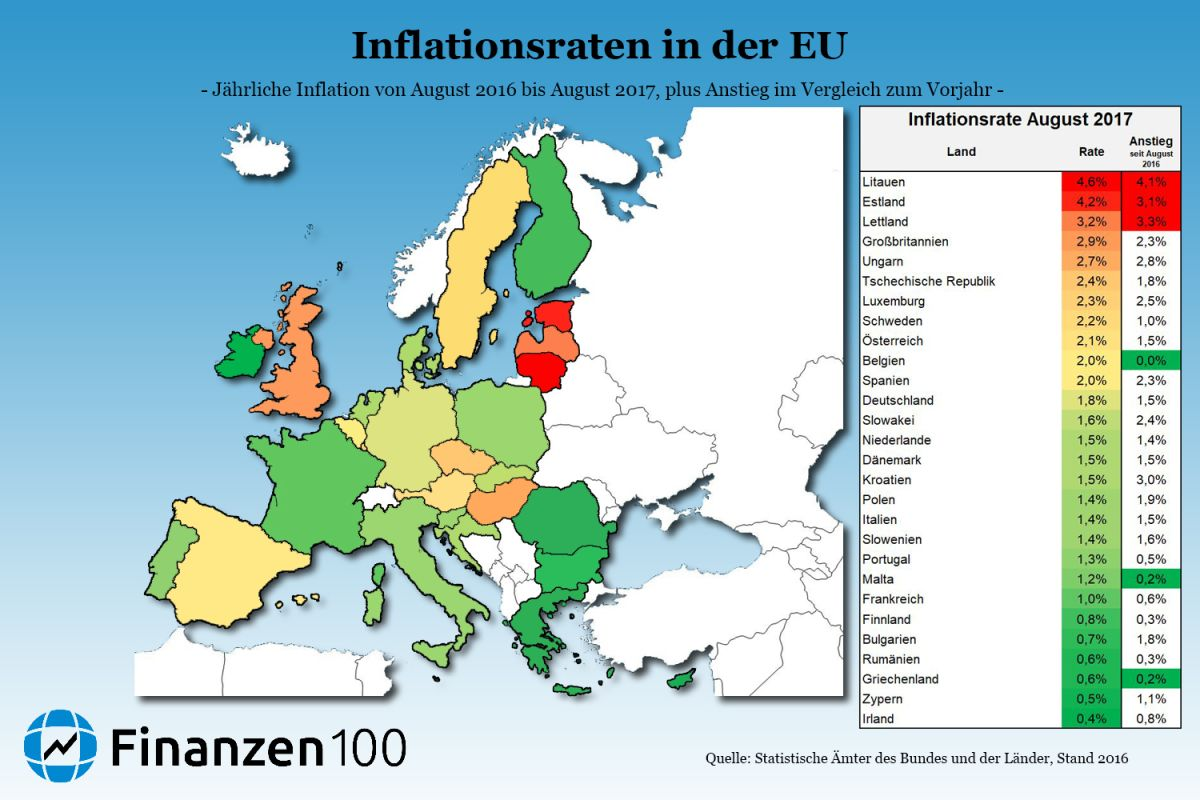 Inflationsraten in der EU
- Jährliche Inflation von August 2016 bis August 2017, plus Anstieg im Vergleich zum Vorjahr -
Inflationsrate August 2017
Land Rate Anstieg
seit August
2016
Litauen 4,6% 4,1%
Estland 4,2% 3,1%
Lettland 3,2% 3,3%
Großbritannien 2,9% 2,3%
Ungarn 2,7% 2,8%
Tschechische Republik 2,4% 1,8%
Luxemburg 2,3% 2,5%
Schweden 2,2% 1,0%
Österreich 2,1% 1,5%
Belgien 2,0% 0,0%
Spanien 2,0% 2,3%
Deutschland 1,8% 1,5%
Slowakei 1,6% 2,4%
Niederlande 1,5% 1,4%
Dänemark 1,5% 1,5%
Kroatien 1,5% 3,0%
Polen 1,4% 1,9%
Italien 1,4% 1,5%
Slowenien 1,4% 1,6%
Portugal 1,3% 0,5%
Malta 1,2% 0,2%
Frankreich 1,0% 0,6%
Finnland 0,8% 0,3%
Bulgarien 0,7% 1,8%
Rumänien 0,6% 0,3%
Griechenland 0,6% 0,2%
Zypern 0,5% 1,1%
Irland 0,4% 0,8%
Finanzen100
Quelle: Statistische Ämter des Bundes und der Länder, Stand 2016